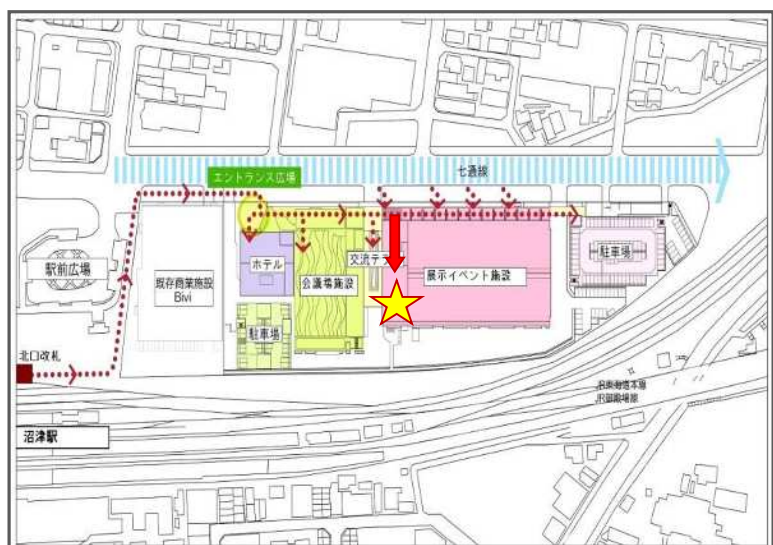 エントランス広場
七通線
駅前広場
既存商業施設
Bivi
ホテル
会議場施設
交流テラ
展示イベント施設
駐車場
駐車場
北口改札
JR東海道本線
JR御殿場線
沼津駅